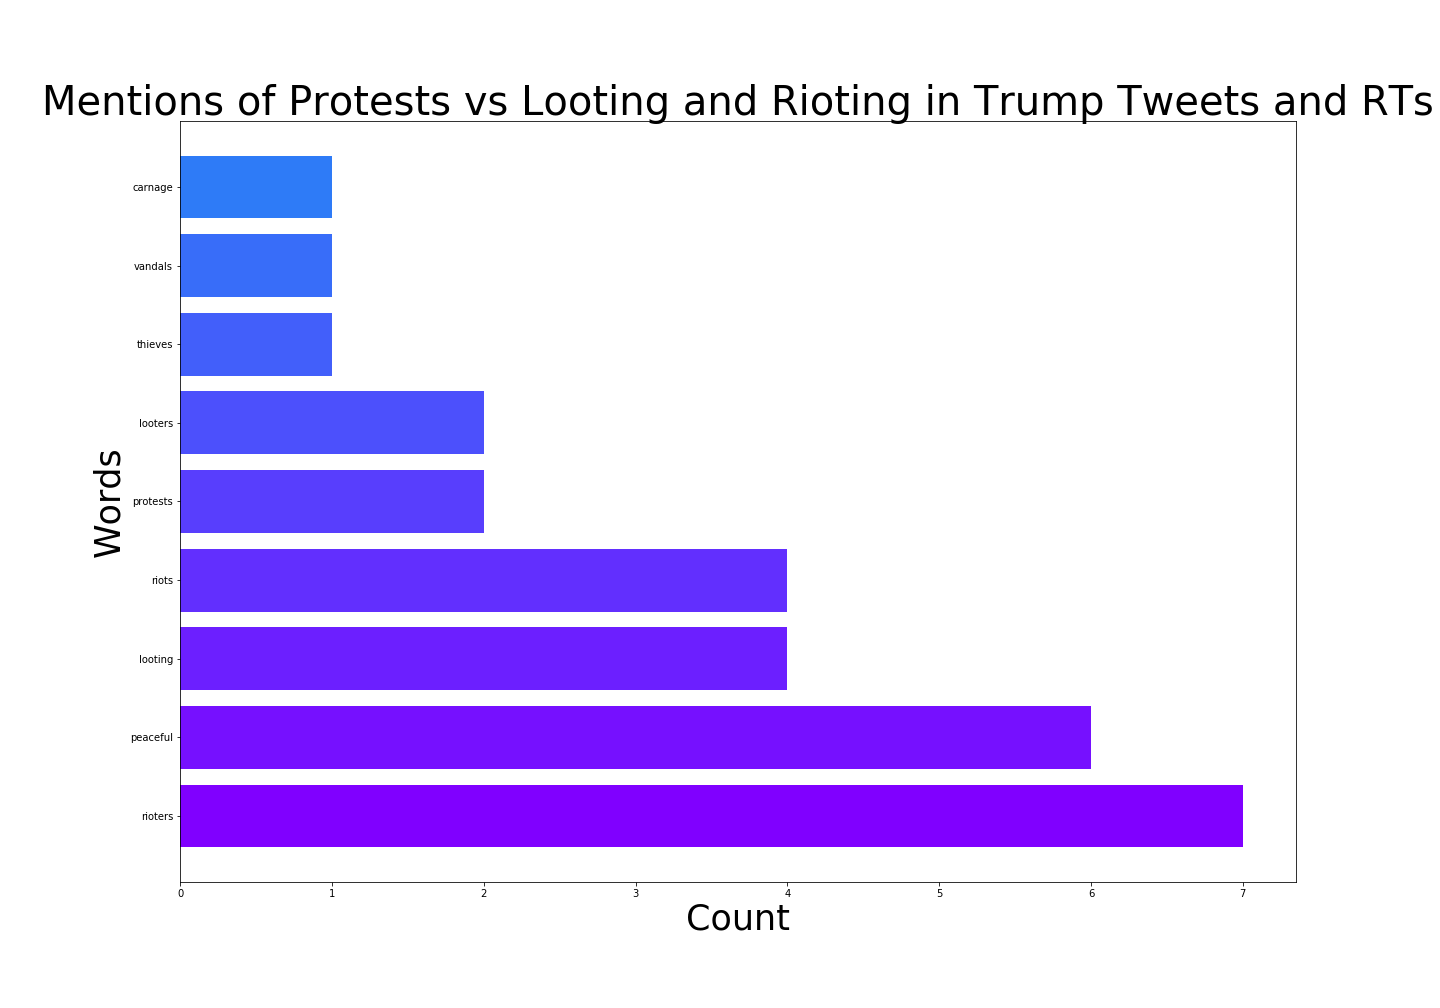 Mentions of Protests vs Looting and Rioting in Trump Tweets and RTs
Words
carnage
vandals
thieves
looters
protests
riots
looting
peaceful
rioters
0 1 2 3 4 5 6 7
Count